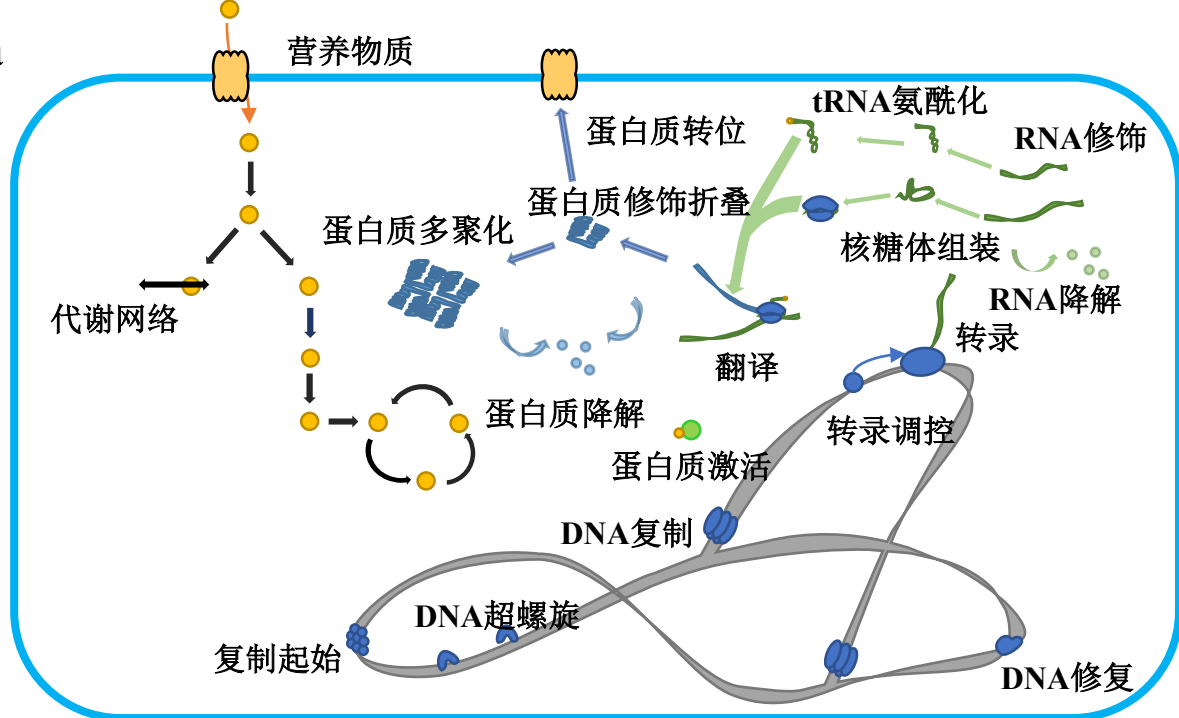 营养物质
tRNA氨酰化
蛋白质转位
RNA修饰
蛋白质修饰折叠
蛋白质多聚化
核糖体组装
RNA降解
代谢网络
转录
翻译
蛋白质降解
转录调控
蛋白质激活
DNA复制
DNA超螺旋
复制起始
DNA修复